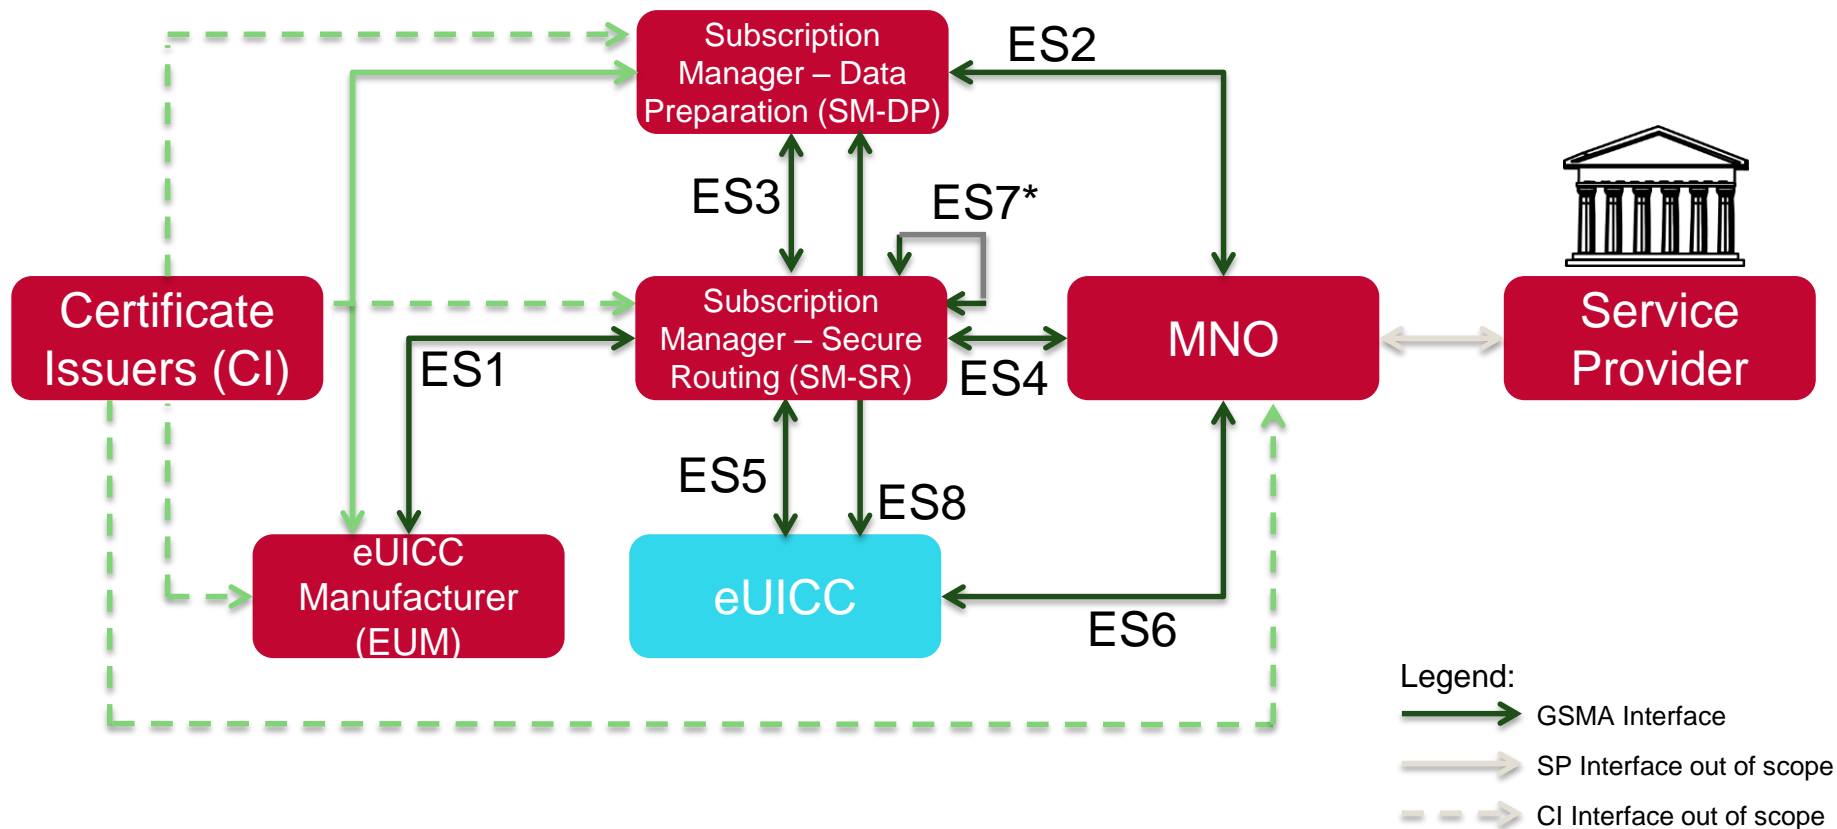 Subscription
Manager – Data
Preparation (SM-DP)
ES2
ES3
ES7*
Certificate
Issuers (CI)
Subscription
Manager – Secure
Routing (SM-SR)
MNO
Service
Provider
ES1
ES4
ES5
ES8
eUICC
Manufacturer
(EUM)
eUICC
ES6
Legend:
GSMA Interface
SP Interface out of scope
CI Interface out of scope